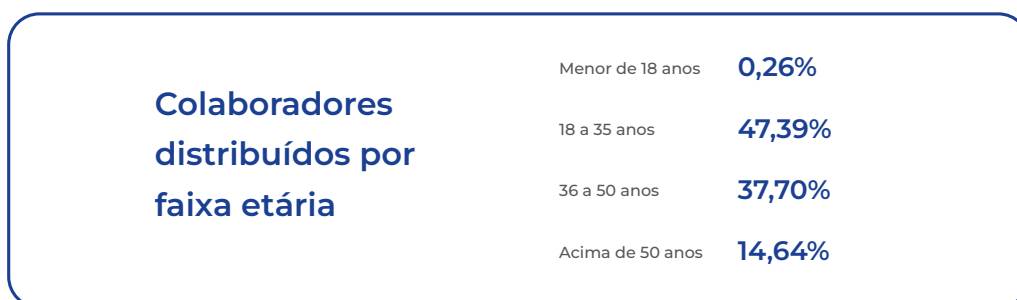 Colaboradores
distribuídos por
faixa etária
Menor de 18 anos 0,26%
18 a 35 anos 47,39%
36 a 50 anos 37,70%
Acima de 50 anos 14,64%